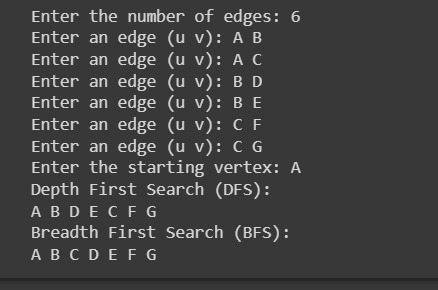 Enter the number of edges: 6
Enter an edge (u v): A B
Enter an edge (u v): A C
Enter an edge (u v): B D
Enter an edge (u v): B E
Enter an edge (u v): C F
Enter an edge (u v): C G
Enter the starting vertex: A
Depth First Search (DFS):
A B D E C F G
Breadth First Search (BFS):
A B C D E F G